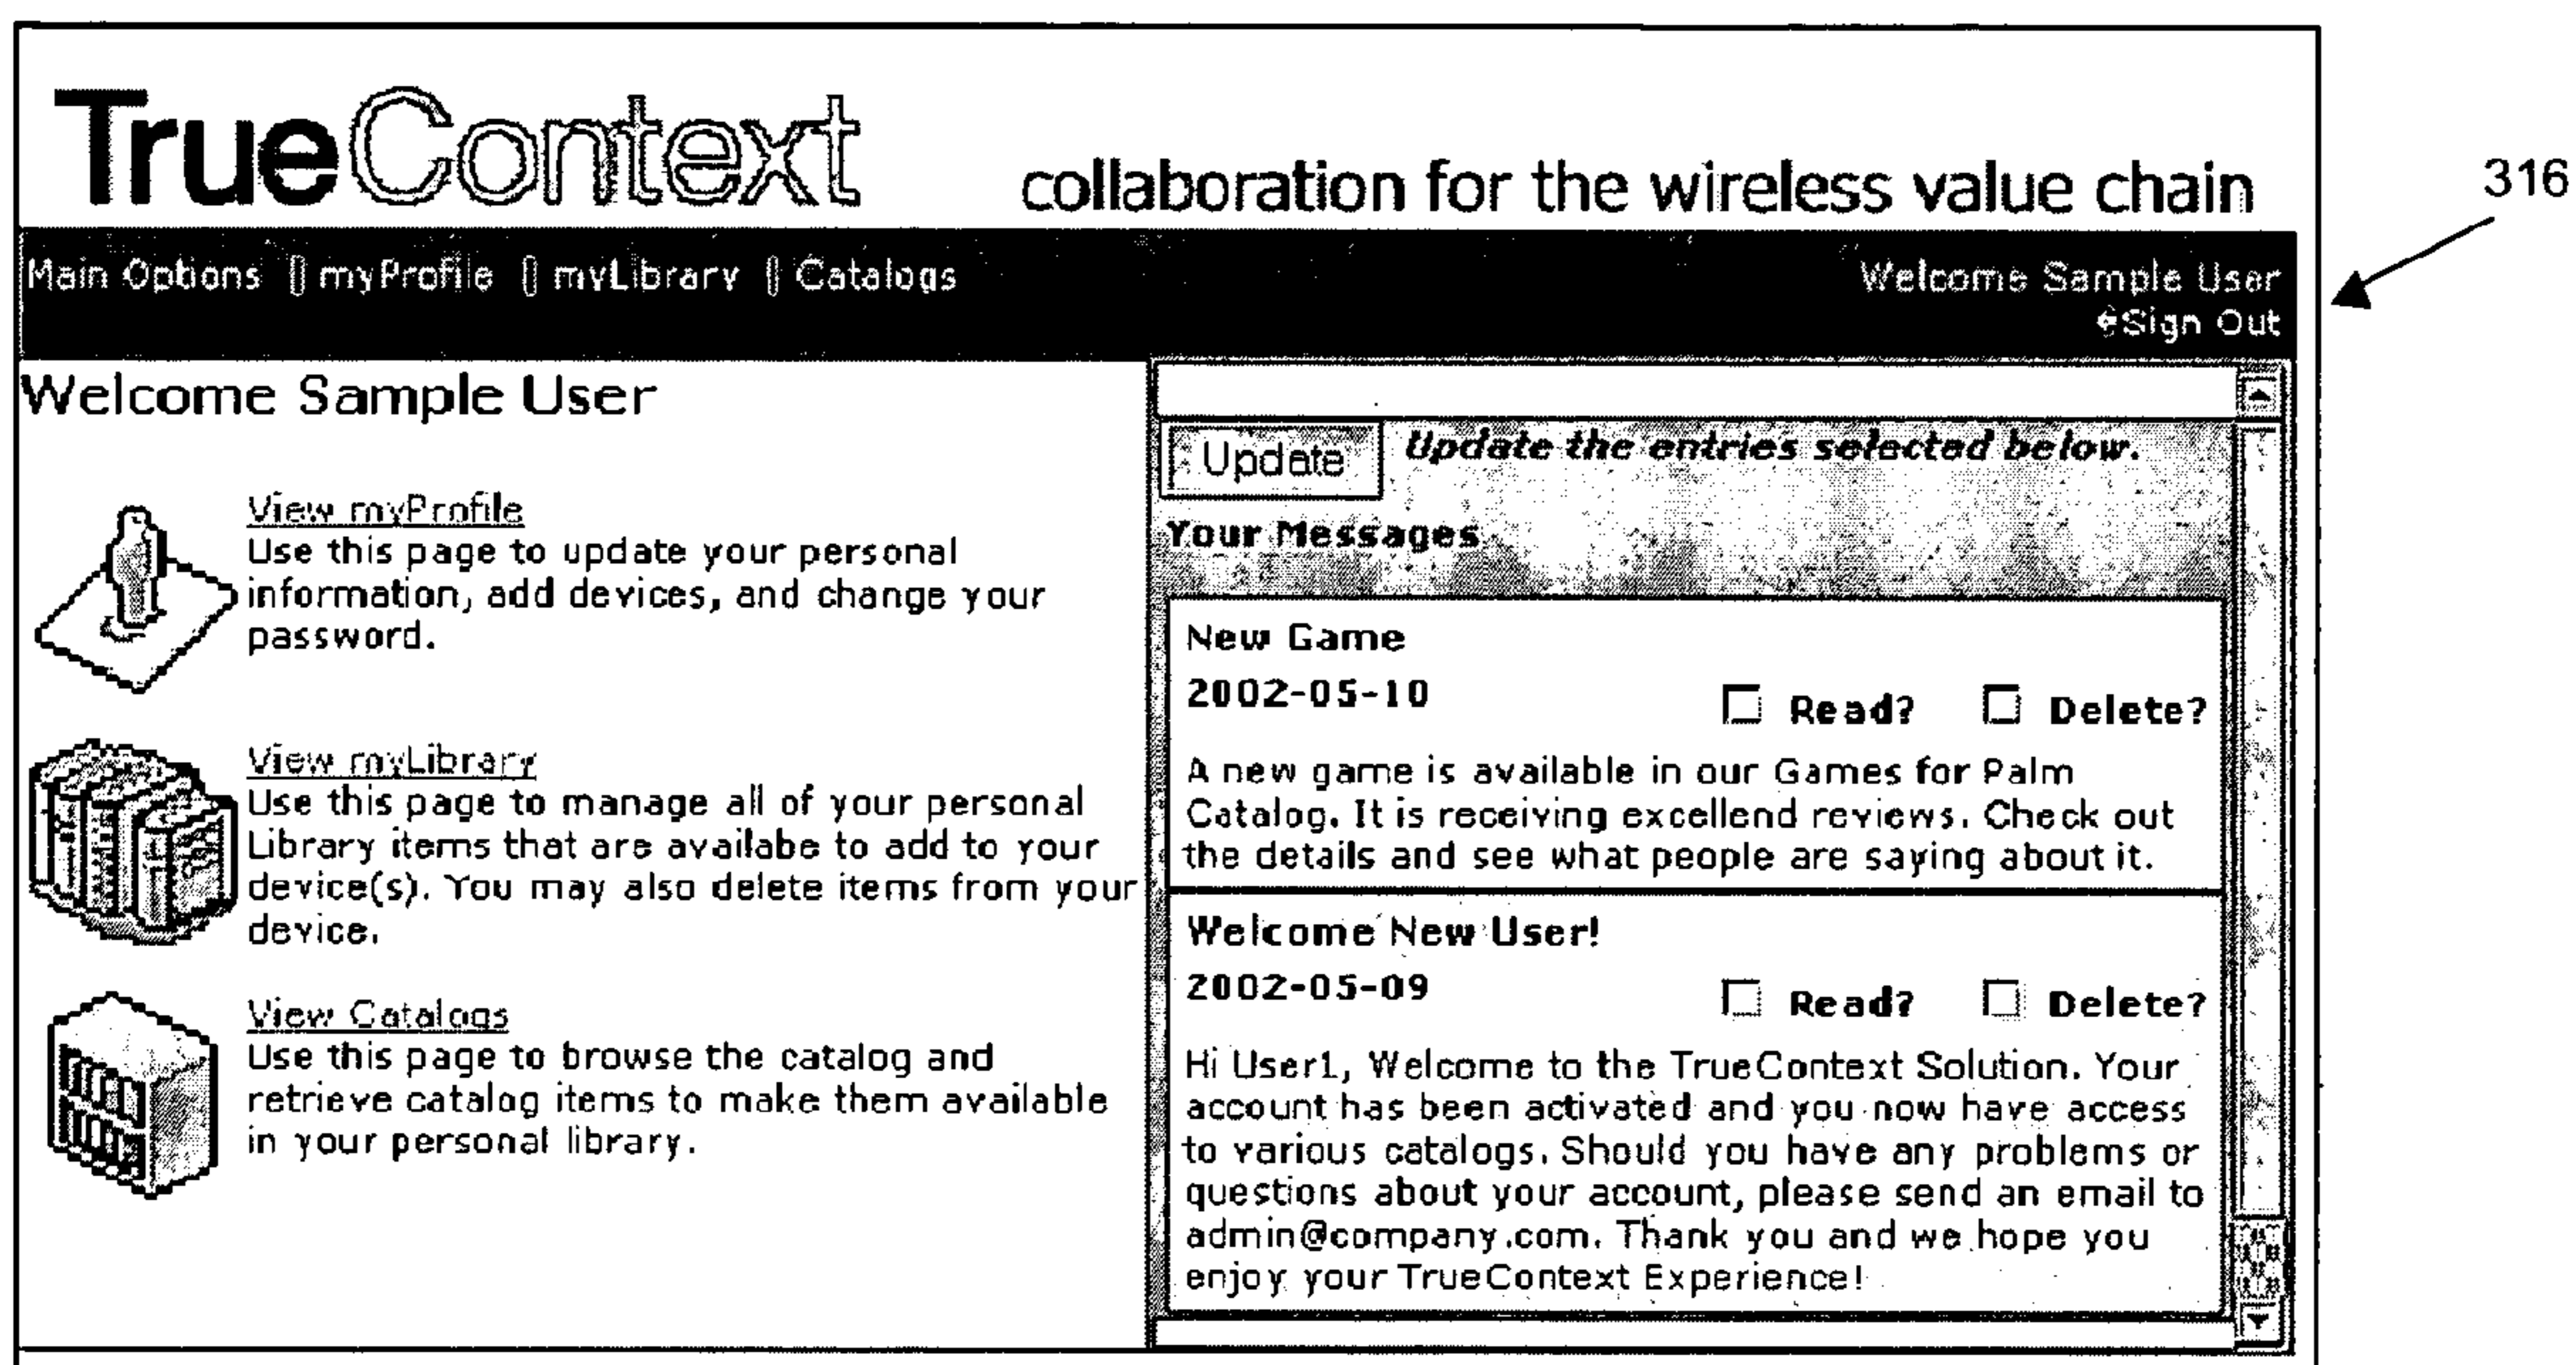 TrueContext
collaboration for the wireless value chain
316
Main Options myProfile myLibrary Catalogs
Welcome Sample User
Sign Out
Welcome Sample User
View myProfile
Use this page to update your personal
information, add devices, and change your
password.
View myLibrary
Use this page to manage all of your personal
Library items that are availabe to add to your
device(s). You may also delete items from your
device.
View Catalogs
Use this page to browse the catalog and
retrieve catalog items to make them available
in your personal library.
Update
Update the entries selected below.
Your Messages
New Game
2002-05-10 Read? Delete?
A new game is available in our Games for Palm
Catalog. It is receiving excellend reviews. Check out
the details and see what people are saying about it.
Welcome New User!
2002-05-09 Read? Delete?
Hi User1, Welcome to the TrueContext Solution. Your
account has been activated and you now have access
to various catalogs. Should you have any problems or
questions about your account, please send an email to
admin@company.com. Thank you and we hope you
enjoy your TrueContext Experience!